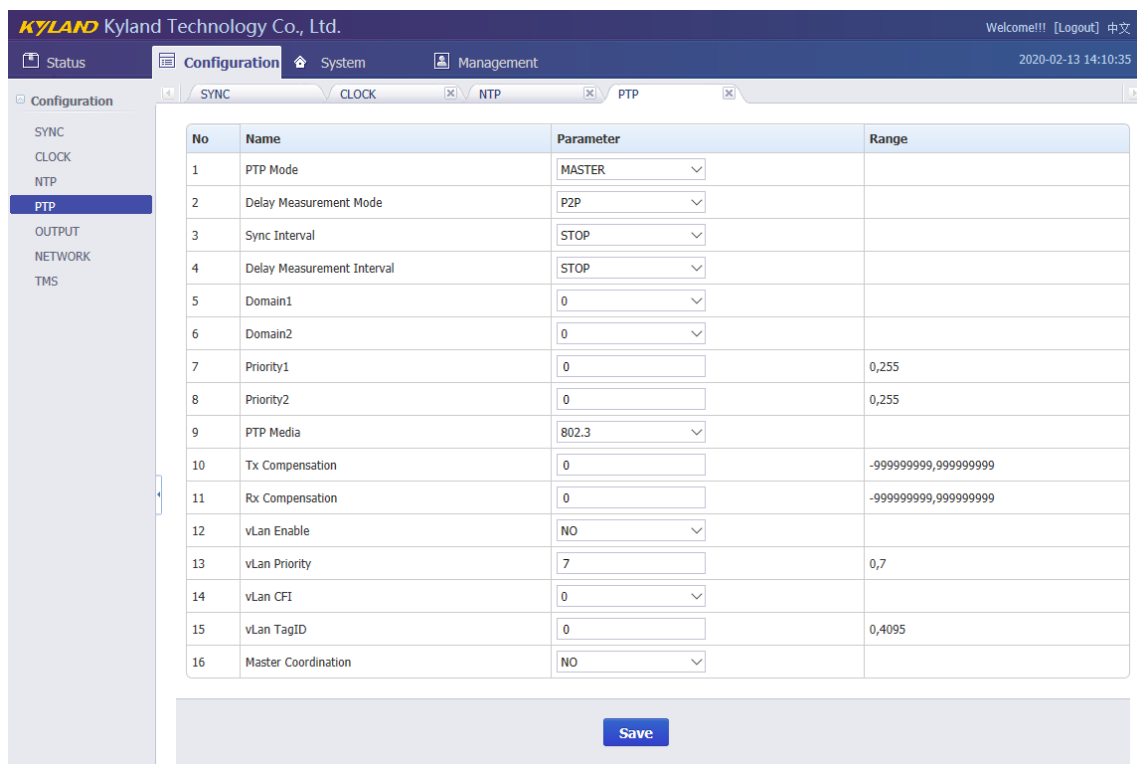 KYLAND Kyland Technology Co., Ltd.
Welcome!!! [Logout] 中文
Status Configuration System Management 2020-02-13 14:10:35
Configuration
SYNC CLOCK NTP PTP
SYNC
CLOCK
NTP
PTP
OUTPUT
NETWORK
TMS
No Name Parameter Range
1 PTP Mode MASTER
2 Delay Measurement Mode P2P
3 Sync Interval STOP
4 Delay Measurement Interval STOP
5 Domain1 0
6 Domain2 0
7 Priority1 0 0,255
8 Priority2 0 0,255
9 PTP Media 802.3
10 Tx Compensation 0 -999999999,999999999
11 Rx Compensation 0 -999999999,999999999
12 vLan Enable NO
13 vLan Priority 7 0,7
14 vLan CFI 0
15 vLan TagID 0 0,4095
16 Master Coordination NO
Save